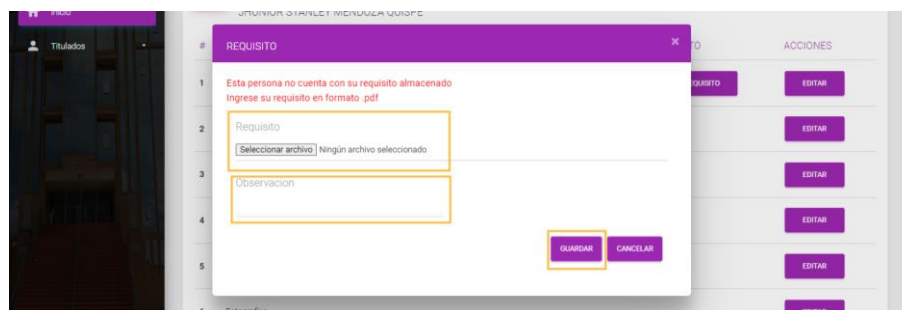 Inicio
Titulados
JHUNIOR STANLEY MENDOZA QUISPE
# TO ACCIONES
REQUISITO ×
Esta persona no cuenta con su requisito almacenado
Ingrese su requisito en formato .pdf
1 EQUISITO EDITAR
Requisito
Seleccionar archivo Ningún archivo seleccionado
2 EDITAR
Observacion
3 EDITAR
4 EDITAR
GUARDAR CANCELAR
5 EDITAR